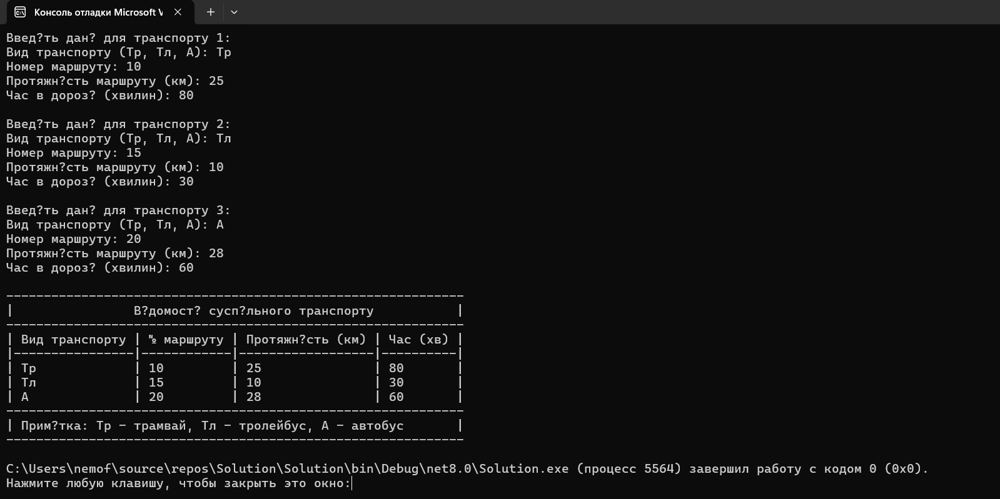 Консоль отладки Microsoft V
Введ?ть дан? для транспорту 1:
Вид транспорту (Тр, Тл, А): Тр
Номер маршруту: 10
Протяжн?сть маршруту (км): 25
Час в дороз? (хвилин): 80
Введ?ть дан? для транспорту 2:
Вид транспорту (Тр, Тл, А): Тл
Номер маршруту: 15
Протяжн?сть маршруту (км): 10
Час в дороз? (хвилин): 30
Введ?ть дан? для транспорту 3:
Вид транспорту (Тр, Тл, А): А
Номер маршруту: 20
Протяжн?сть маршруту (км): 28
Час в дороз? (хвилин): 60
-------------------------------------------------------------
|                В?домост? сусп?льного транспорту           |
-------------------------------------------------------------
| Вид транспорту | № маршруту | Протяжн?сть (км) | Час (хв) |
|----------------|------------|------------------|----------|
| Тр             | 10         | 25               | 80       |
| Тл             | 15         | 10               | 30       |
| А              | 20         | 28               | 60       |
-------------------------------------------------------------
| Прим?тка: Тр - трамвай, Тл - тролейбус, А - автобус       |
-------------------------------------------------------------
C:\Users\nemof\source\repos\Solution\Solution\bin\Debug\net8.0\Solution.exe (процесс 5564) завершил работу с кодом 0 (0x0).
Нажмите любую клавишу, чтобы закрыть это окно: